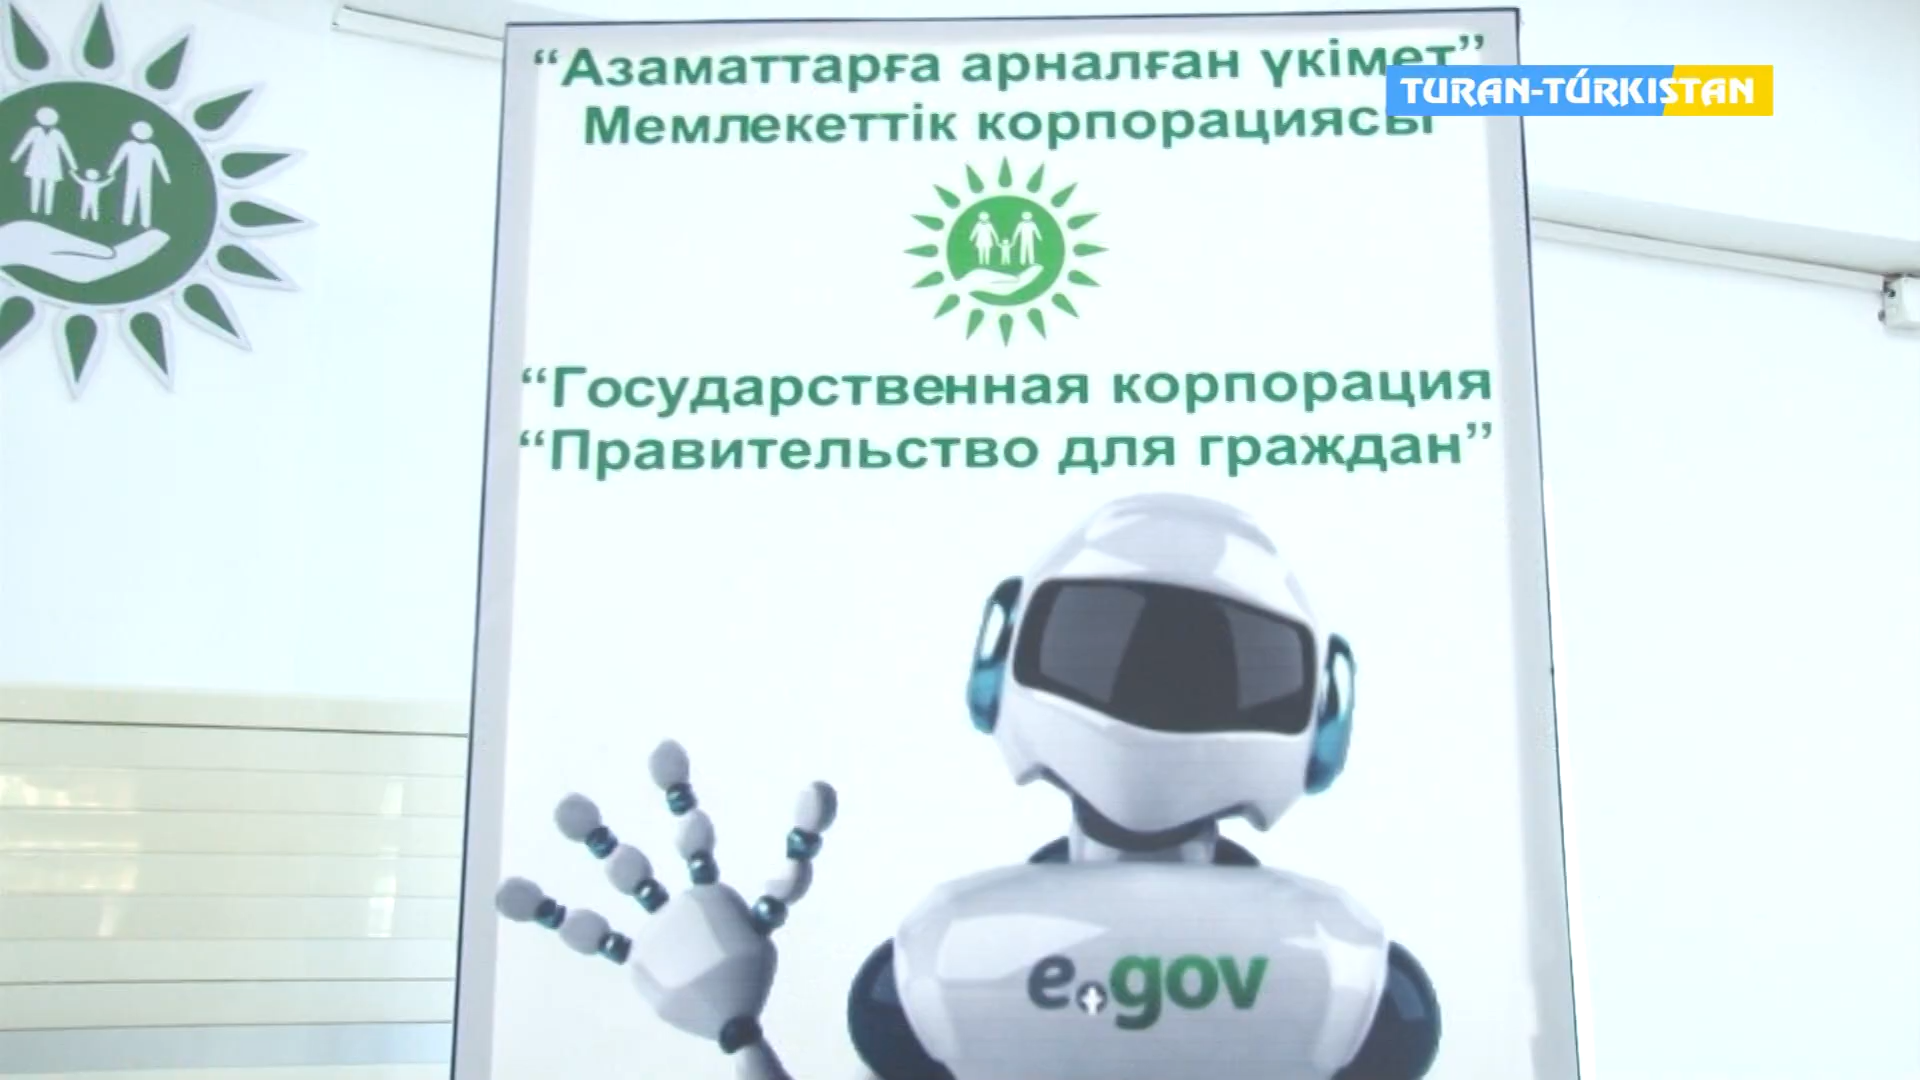 “Азаматтарға арналған үкімет”
Мемлекеттік корпорациясы
TURAN-TÚRKISTAN
“Государственная корпорация
“Правительство для граждан”
e.gov